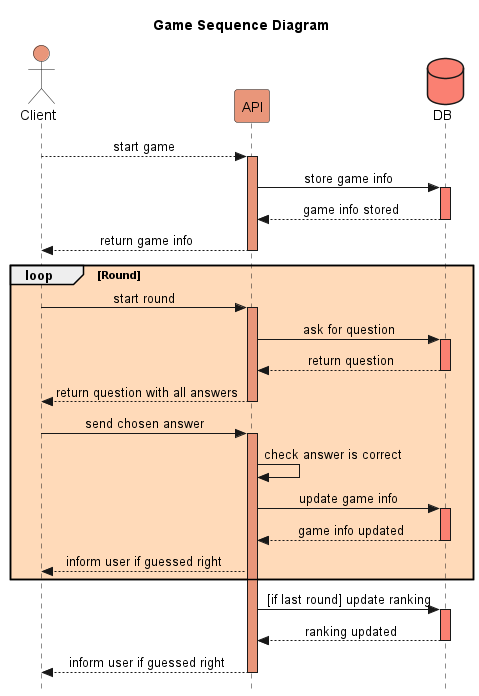 Game Sequence Diagram
Client
API
DB
start game
store game info
game info stored
return game info
loop [Round]
start round
ask for question
return question
return question with all answers
send chosen answer
check answer is correct
update game info
game info updated
inform user if guessed right
[if last round] update ranking
ranking updated
inform user if guessed right